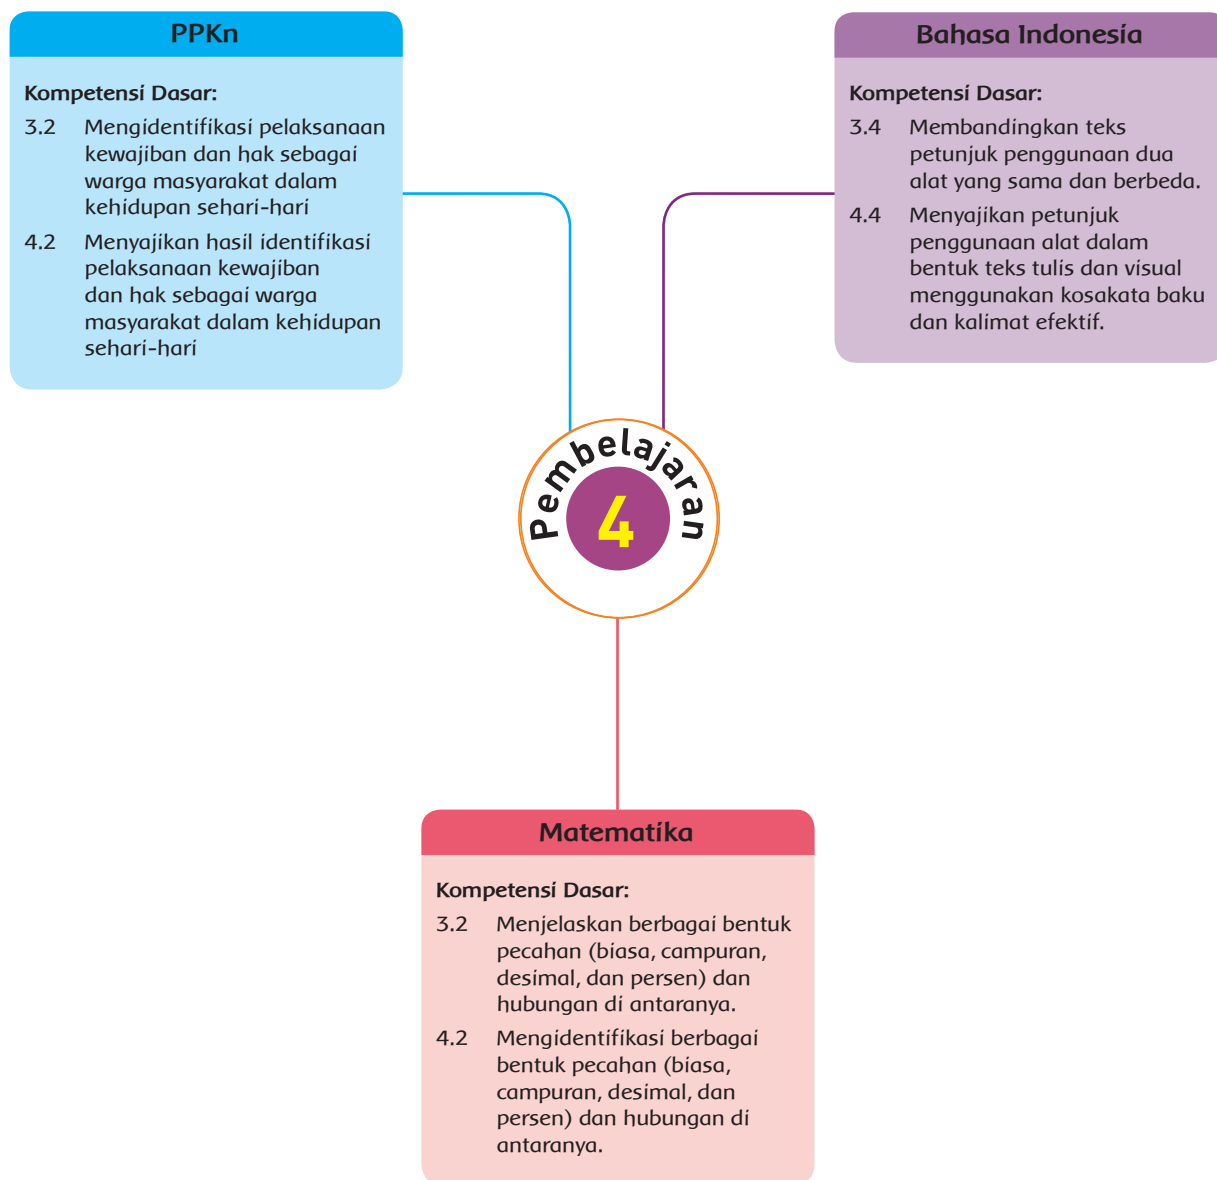 PPKn
Kompetensi Dasar:
3.2 Mengidentifikasi pelaksanaan
kewajiban dan hak sebagai
warga masyarakat dalam
kehidupan sehari-hari
4.2 Menyajikan hasil identifikasi
pelaksanaan kewajiban
dan hak sebagai warga
masyarakat dalam kehidupan
sehari-hari
Bahasa Indonesia
Kompetensi Dasar:
3.4 Membandingkan teks
petunjuk penggunaan dua
alat yang sama dan berbeda.
4.4 Menyajikan petunjuk
penggunaan alat dalam
bentuk teks tulis dan visual
menggunakan kosakata baku
dan kalimat efektif.
Pembelajaran
4
Matematika
Kompetensi Dasar:
3.2 Menjelaskan berbagai bentuk
pecahan (biasa, campuran,
desimal, dan persen) dan
hubungan di antaranya.
4.2 Mengidentifikasi berbagai
bentuk pecahan (biasa,
campuran, desimal, dan
persen) dan hubungan di
antaranya.